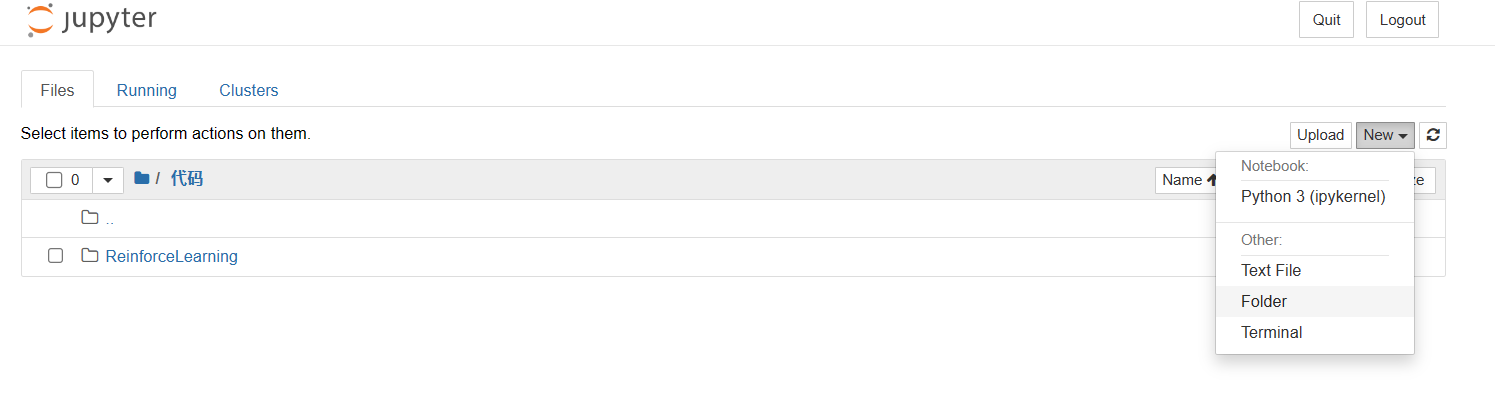 jupyter
Quit Logout
Files Running Clusters
Select items to perform actions on them.
Upload New
0 / 代码 Name ze
Notebook:
Python 3 (ipykernel)
..
Other:
ReinforceLearning
Text File
Folder
Terminal